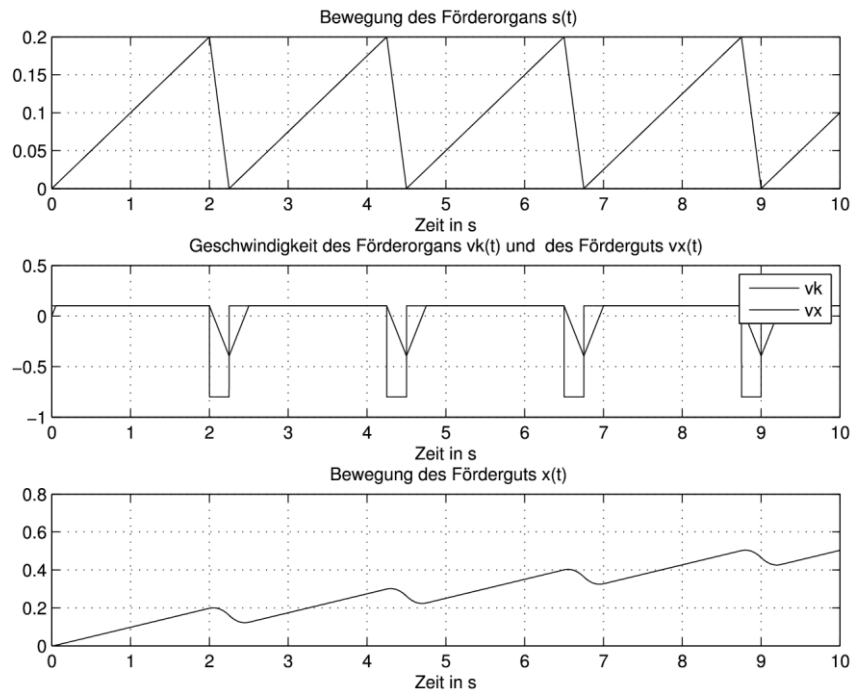 Bewegung des Förderorgans s(t)
0.2
0.15
0.1
0.05
0
0 1 2 3 4 5 6 7 8 9 10
Zeit in s
Geschwindigkeit des Förderorgans vk(t) und des Förderguts vx(t)
0.5
0
−0.5
−1
vk
vx
0 1 2 3 4 5 6 7 8 9 10
Zeit in s
Bewegung des Förderguts x(t)
0.8
0.6
0.4
0.2
0
0 1 2 3 4 5 6 7 8 9 10
Zeit in s